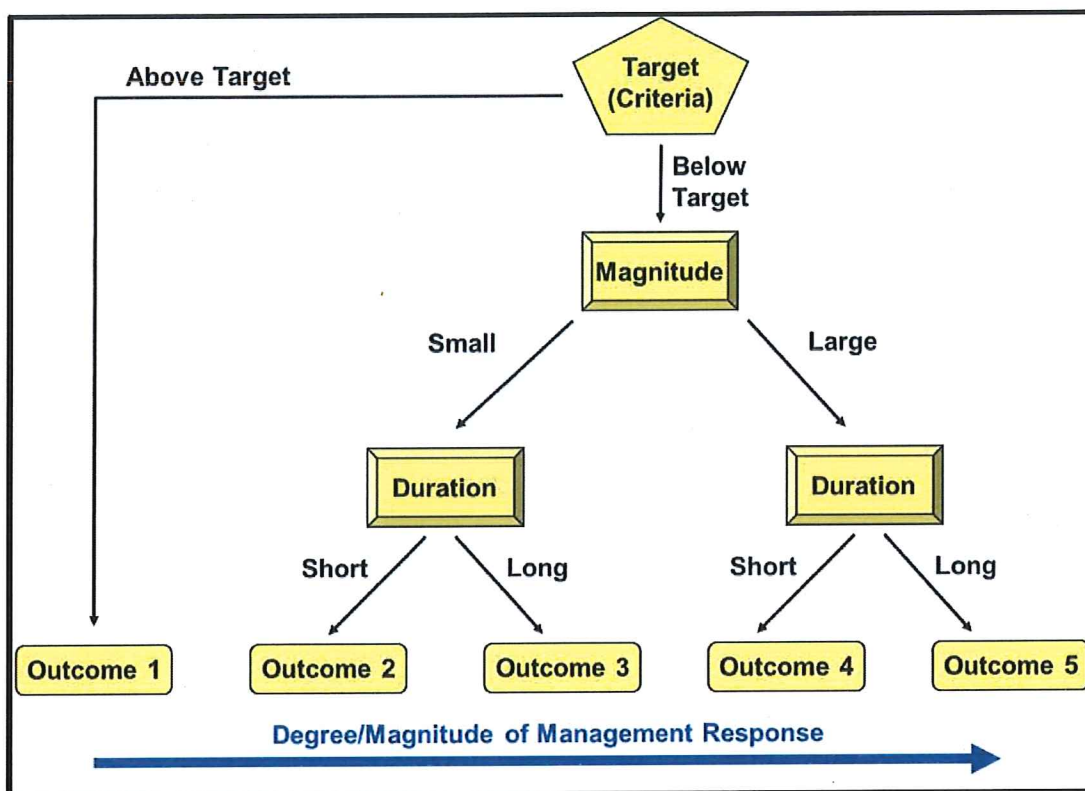 Target
(Criteria)
Above Target
Below
Target
Magnitude
Small
Large
Duration
Duration
Short
Long
Short
Long
Outcome 1
Outcome 2
Outcome 3
Outcome 4
Outcome 5
Degree/Magnitude of Management Response